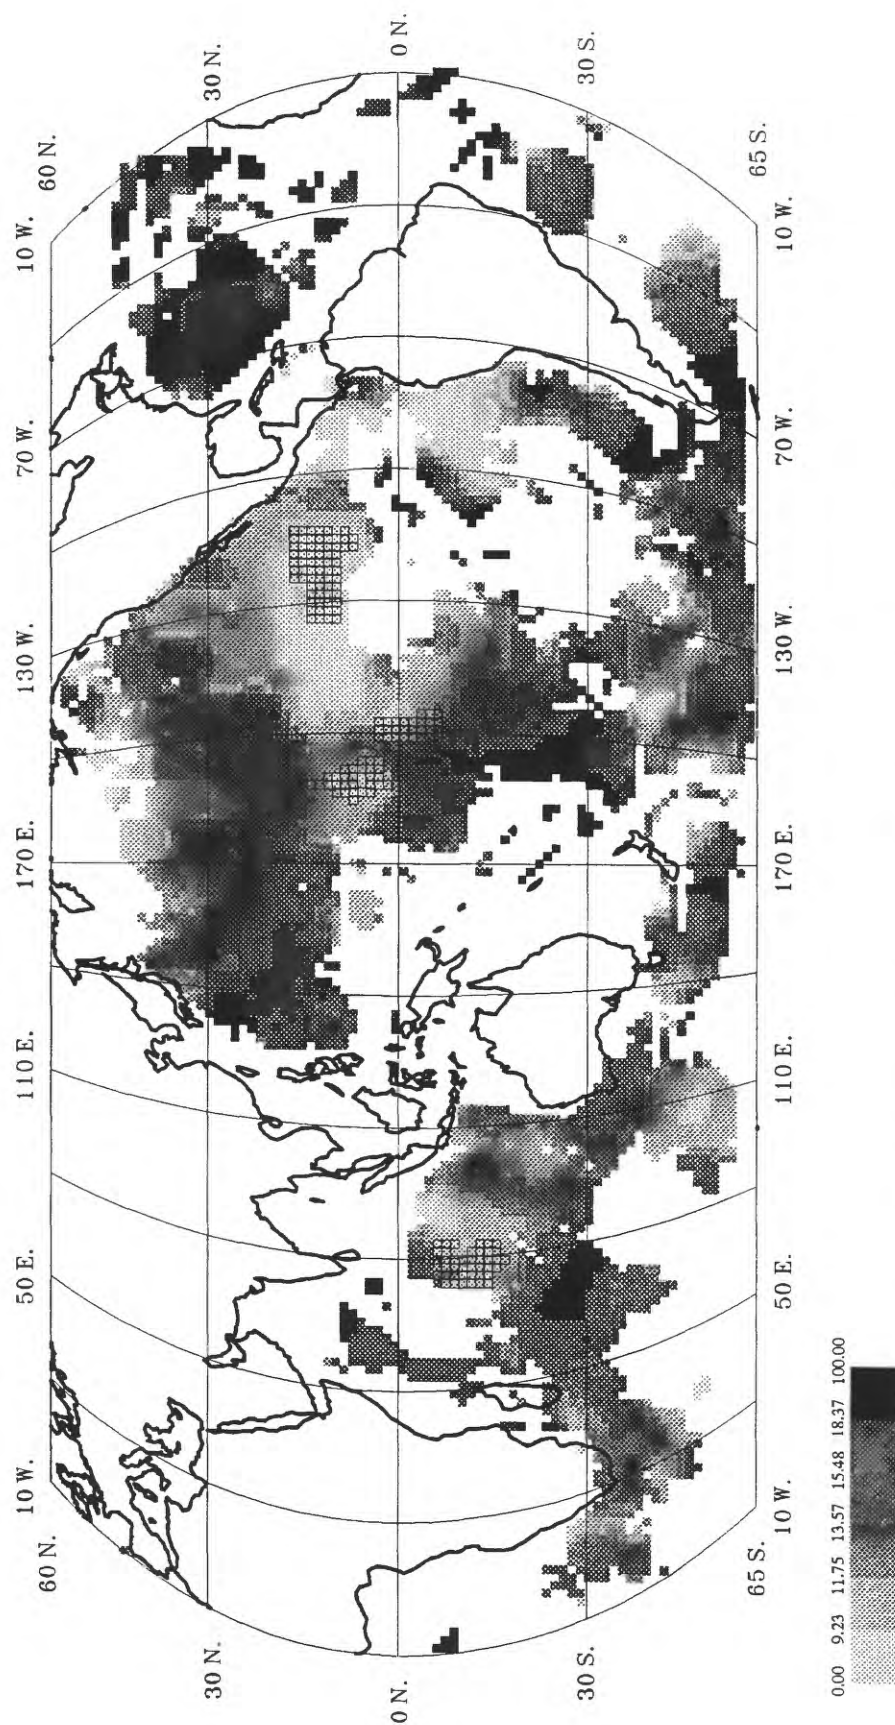 10 W. 50 E. 110 E. 170 E. 130 W. 70 W. 10 W.
60 N. 60 N.
30 N. 30 N.
0 N. 0 N.
30 S. 30 S.
65 S. 65 S.
10 W. 50 E. 110 E. 170 E. 130 W. 70 W. 10 W.
0.00 9.23 11.75 13.57 15.48 18.37 100.00